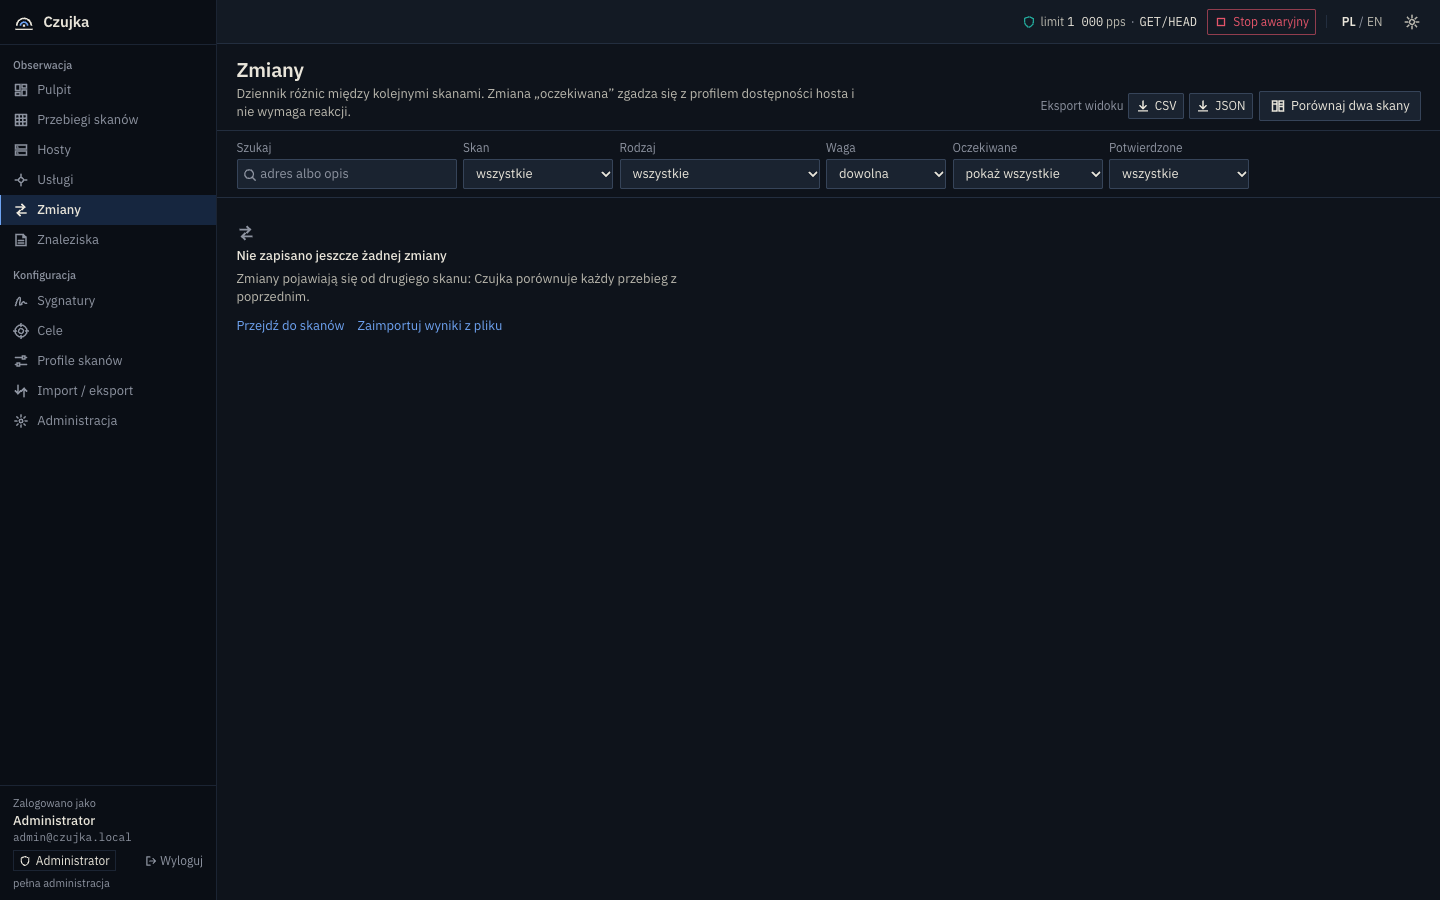 Czujka
limit 1 000 pps · GET/HEAD
Stop awaryjny
PL / EN
Obserwacja
Pulpit
Przebiegi skanów
Hosty
Usługi
Zmiany
Znaleziska
Konfiguracja
Sygnatury
Cele
Profile skanów
Import / eksport
Administracja
Zalogowano jako
Administrator
admin@czujka.local
Administrator
Wyloguj
pełna administracja
Zmiany
Dziennik różnic między kolejnymi skanami. Zmiana „oczekiwana” zgadza się z profilem dostępności hosta i
nie wymaga reakcji.
Eksport widoku
CSV
JSON
Porównaj dwa skany
Szukaj
Skan
Rodzaj
Waga
Oczekiwane
Potwierdzone
adres albo opis
wszystkie
wszystkie
dowolna
pokaż wszystkie
wszystkie
Nie zapisano jeszcze żadnej zmiany
Zmiany pojawiają się od drugiego skanu: Czujka porównuje każdy przebieg z
poprzednim.
Przejdź do skanów
Zaimportuj wyniki z pliku